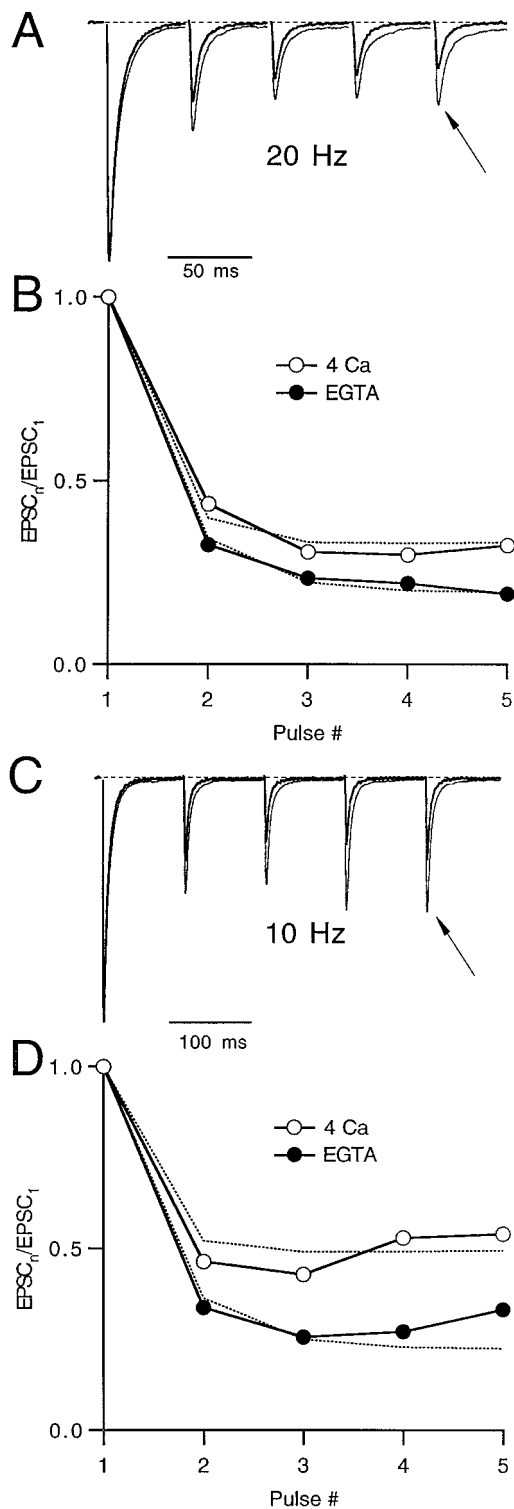 A
20 Hz
50 ms
B
1.0
4 Ca
EGTA
0.5
EPSCn/EPSC1
0.0
1 2 3 4 5
Pulse #
C
10 Hz
100 ms
D
1.0
4 Ca
EGTA
0.5
EPSCn/EPSC1
0.0
1 2 3 4 5
Pulse #